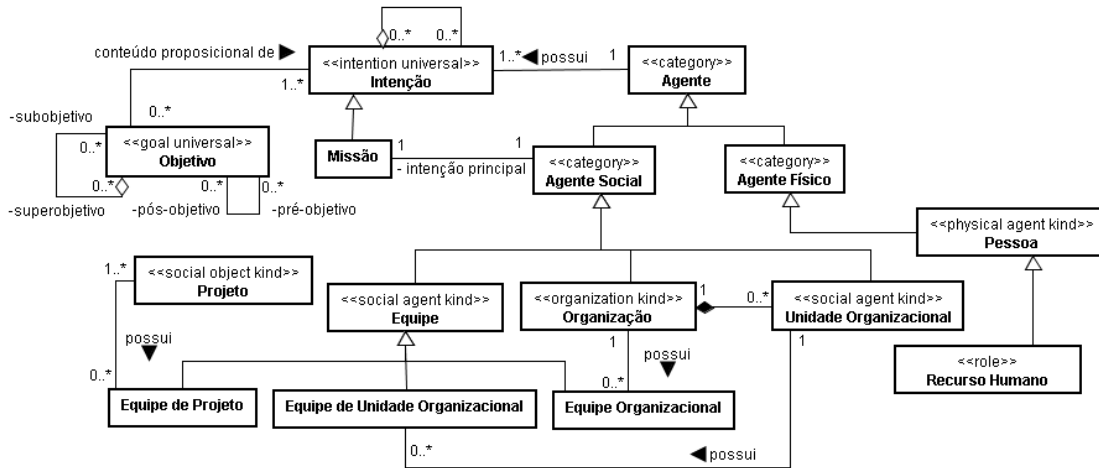 0..*
0..*
conteúdo proposicional de
<<intention universal>>
Intenção
1..*
possui
1
<<category>>
Agente
1..*
0..*
-subobjetivo
0..*
<<goal universal>>
Objetivo
0..*
0..*
0..*
-superobjetivo
-pós-objetivo
-pré-objetivo
Missão
1
1
- intenção principal
<<category>>
Agente Social
<<category>>
Agente Físico
<<physical agent kind>>
Pessoa
1..*
<<social object kind>>
Projeto
<<social agent kind>>
Equipe
<<organization kind>>
Organização
1
0..*
<<social agent kind>>
Unidade Organizacional
possui
1
possui
1
<<role>>
Recurso Humano
0..*
0..*
Equipe de Projeto
Equipe de Unidade Organizacional
Equipe Organizacional
0..*
possui